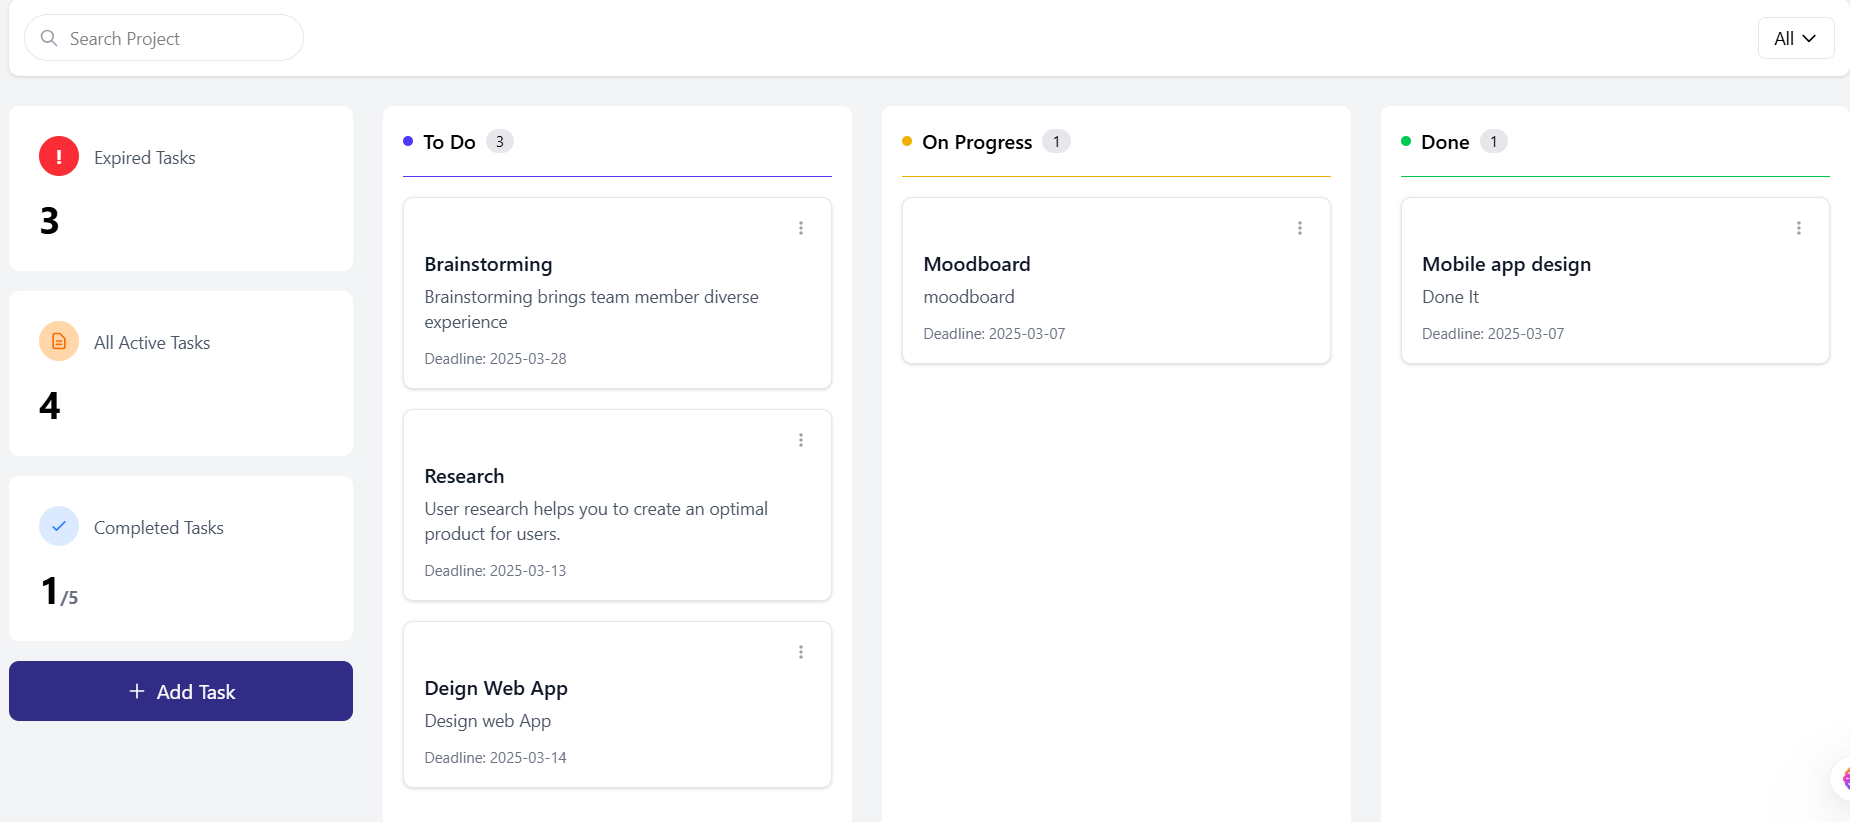 Search Project
All
! Expired Tasks
3
All Active Tasks
4
Completed Tasks
1/5
+ Add Task
To Do 3
Brainstorming
Brainstorming brings team member diverse
experience
Deadline: 2025-03-28
Research
User research helps you to create an optimal
product for users.
Deadline: 2025-03-13
Deign Web App
Design web App
Deadline: 2025-03-14
On Progress 1
Moodboard
moodboard
Deadline: 2025-03-07
Done 1
Mobile app design
Done It
Deadline: 2025-03-07